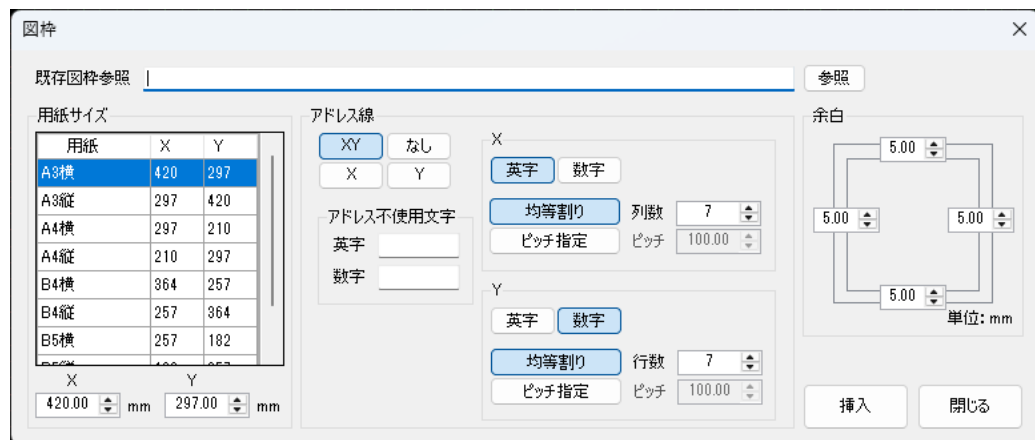 図枠
既存図枠参照 参照
用紙サイズ
用紙 X Y
A3横 420 297
A3縦 297 420
A4横 297 210
A4縦 210 297
B4横 364 257
B4縦 257 364
B5横 257 182
X Y
420.00 mm 297.00 mm
アドレス線
XY なし
X Y
アドレス不使用文字
英字
数字
X
英字 数字
均等割り 列数 7
ピッチ指定 ピッチ 100.00
Y
英字 数字
均等割り 行数 7
ピッチ指定 ピッチ 100.00
余白
5.00
5.00 5.00
5.00
単位: mm
挿入 閉じる